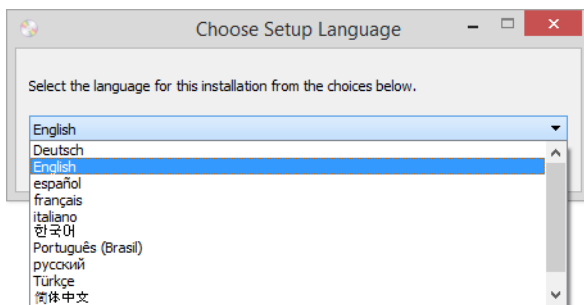 Choose Setup Language
Select the language for this installation from the choices below.
English
Deutsch
English
español
français
italiano
한국어
Português (Brasil)
русский
Türkçe
简体中文